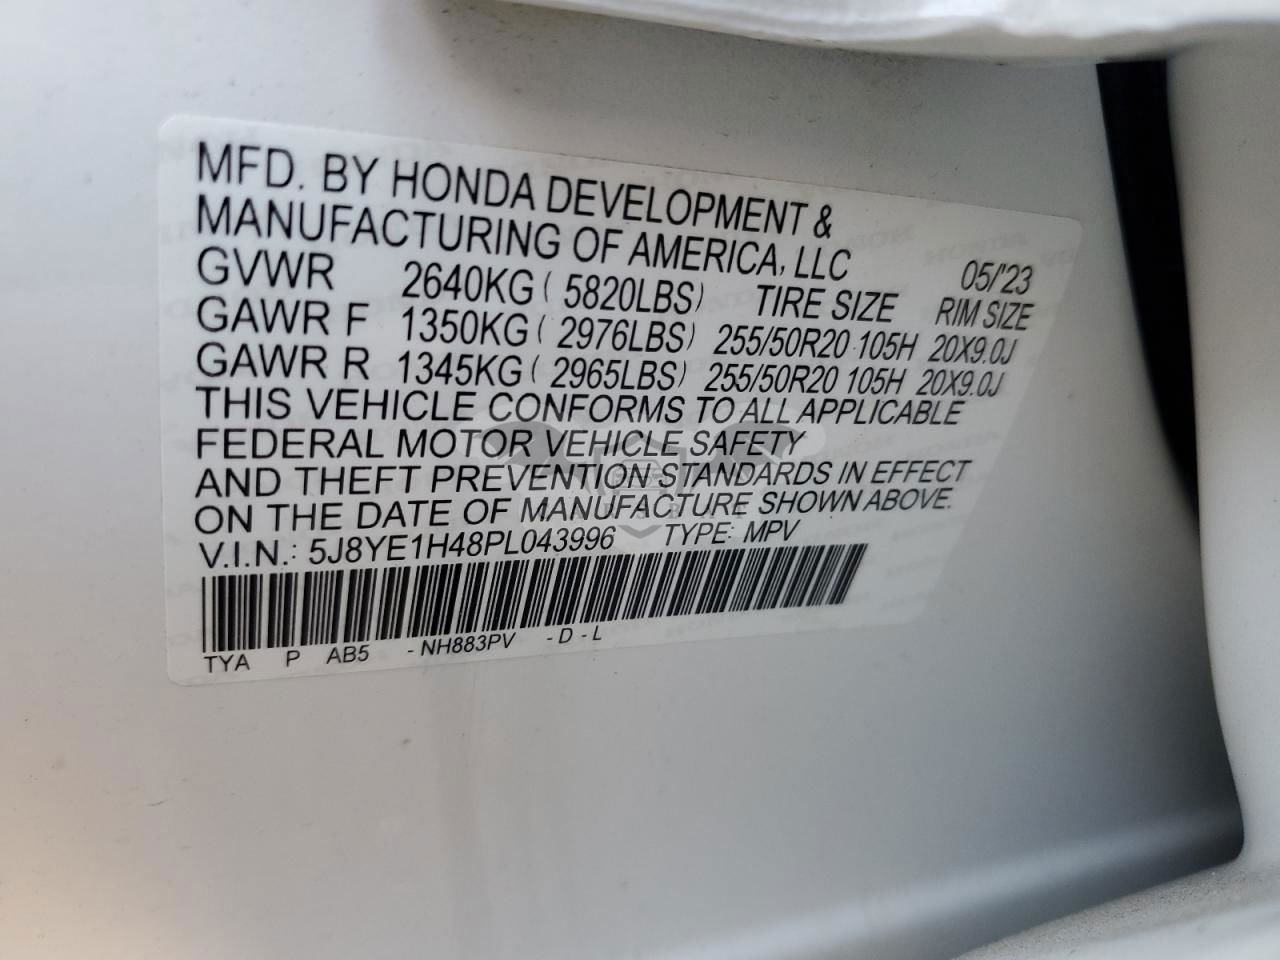 MFD. BY HONDA DEVELOPMENT &
MANUFACTURING OF AMERICA, LLC 05/'23
GVWR 2640KG ( 5820LBS) TIRE SIZE RIM SIZE
GAWR F 1350KG ( 2976LBS) 255/50R20 105H 20X9.0J
GAWR R 1345KG ( 2965LBS) 255/50R20 105H 20X9.0J
THIS VEHICLE CONFORMS TO ALL APPLICABLE
FEDERAL MOTOR VEHICLE SAFETY
AND THEFT PREVENTION STANDARDS IN EFFECT
ON THE DATE OF MANUFACTURE SHOWN ABOVE.
V.I.N.: 5J8YE1H48PL043996 TYPE: MPV
TYA P AB5 - NH883PV - D - L